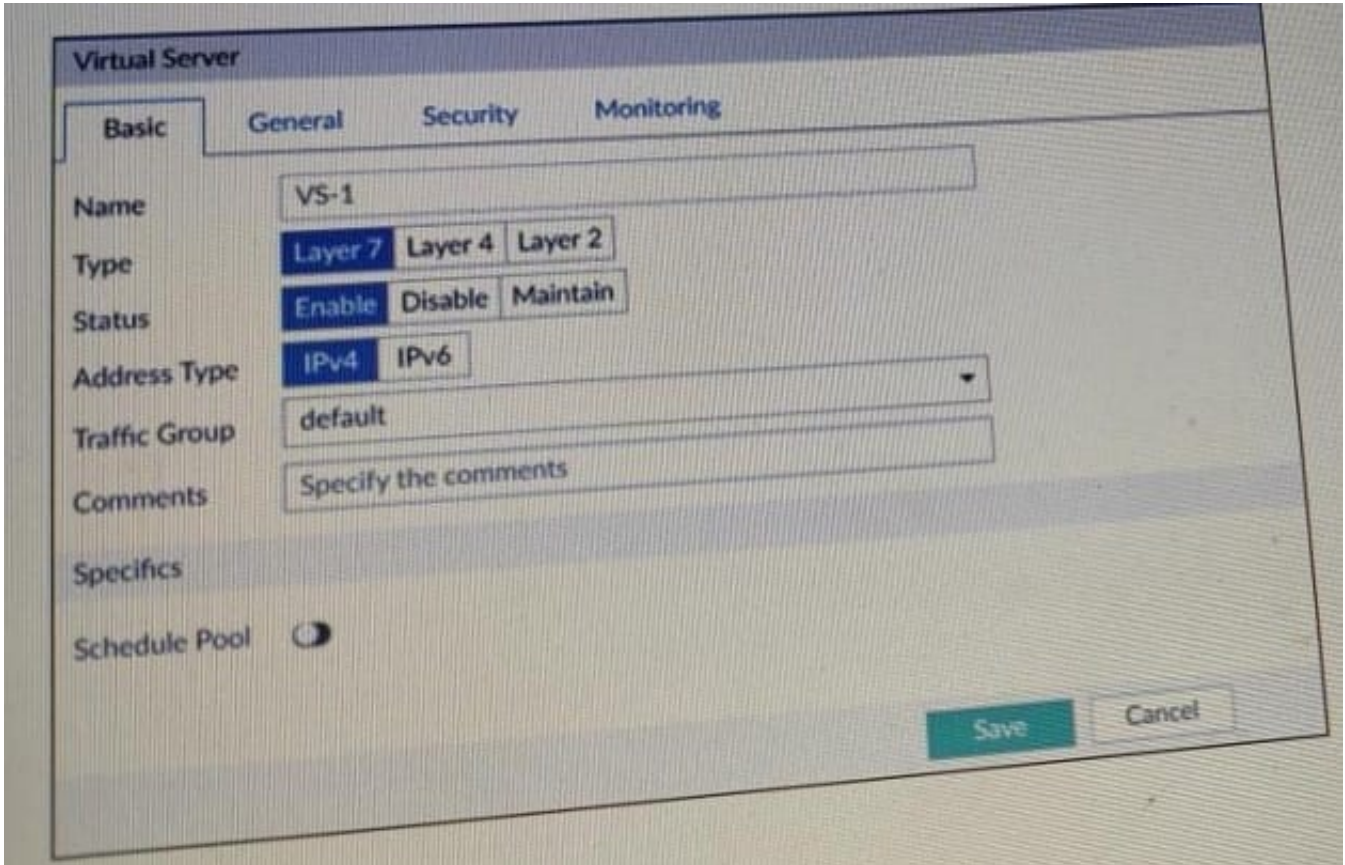 Virtual Server
Basic General Security Monitoring
Name VS-1
Type Layer 7 Layer 4 Layer 2
Status Enable Disable Maintain
Address Type IPv4 IPv6
Traffic Group default
Comments Specify the comments
Specifics
Schedule Pool
Save Cancel